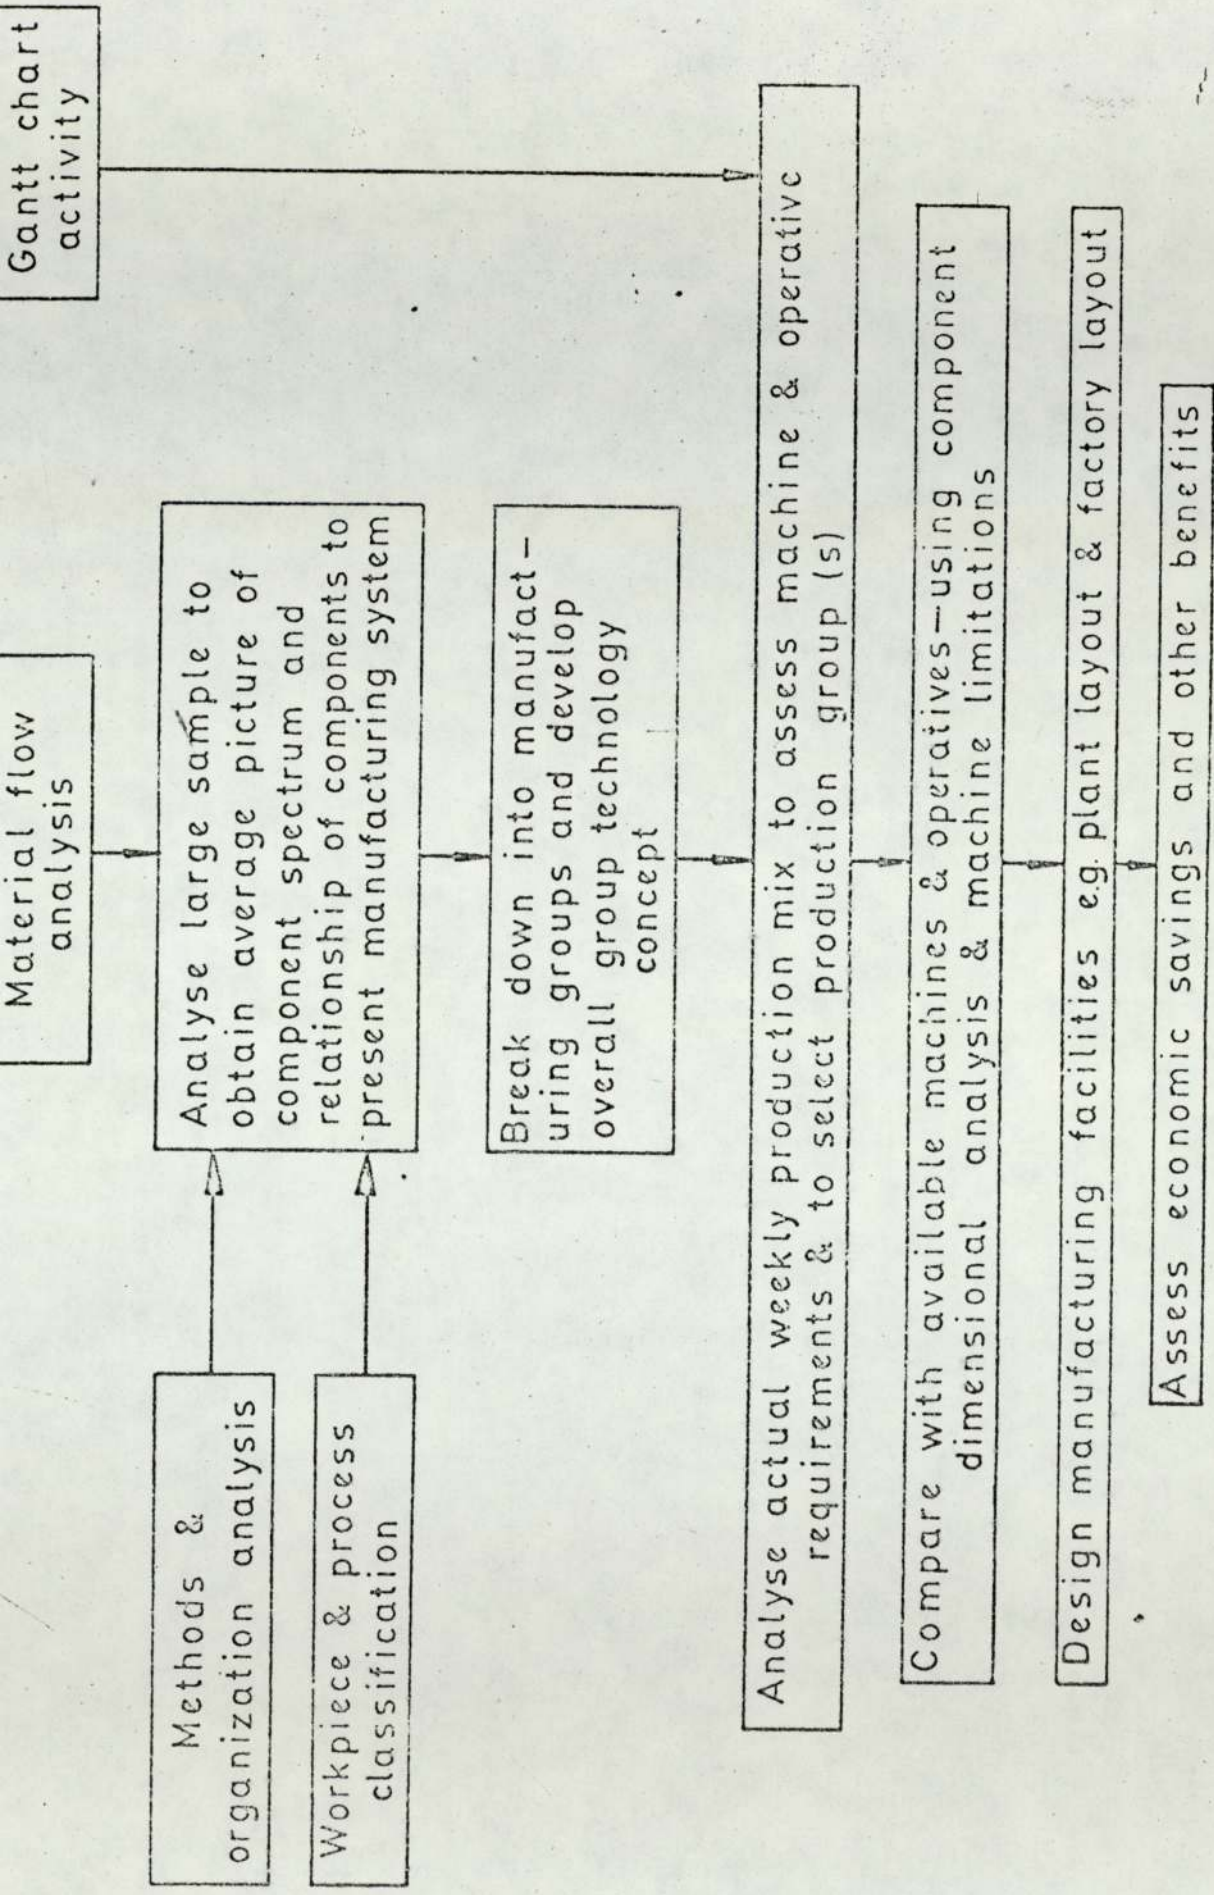 Gantt chart
activity
Material flow
analysis
Methods &
organization analysis
Workpiece & process
classification
Analyse large sample to
obtain average picture of
component spectrum and
relationship of components to
present manufacturing system
Break down into manufact-
uring groups and develop
overall group technology
concept
Analyse actual weekly production mix to assess machine & operative
requirements & to select production group (s)
Compare with available machines & operatives-using component
dimensional analysis & machine limitations
Design manufacturing facilities e.g. plant layout & factory layout
Assess economic savings and other benefits